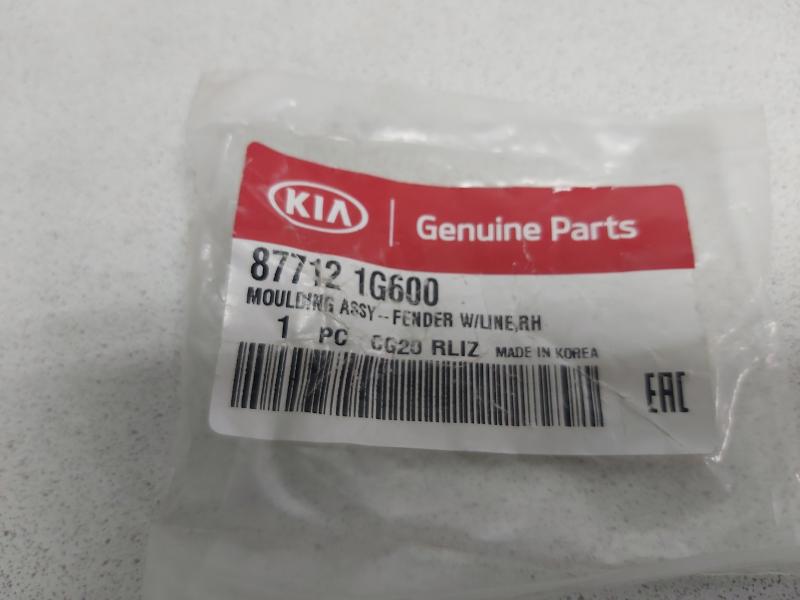 KIA | Genuine Parts
87712 1G600
MOULDING ASSY--FENDER W/LINE,RH
1 PC CG20 RLIZ MADE IN KOREA
EAC